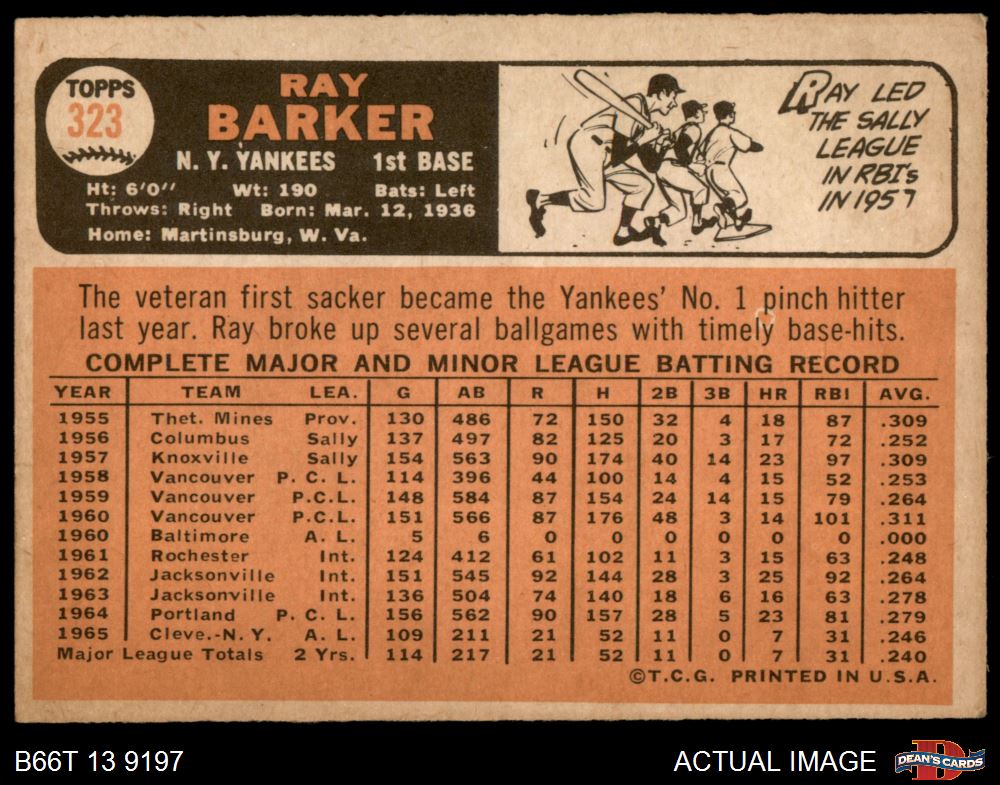 TOPPS
323
RAY
BARKER
N. Y. YANKEES 1st BASE
Ht: 6'0" Wt: 190 Bats: Left
Throws: Right Born: Mar. 12, 1936
Home: Martinsburg, W. Va.
RAY LED
THE SALLY
LEAGUE
IN RBIs
IN 1957
The veteran first sacker became the Yankees' No. 1 pinch hitter
last year. Ray broke up several ballgames with timely base-hits.
COMPLETE MAJOR AND MINOR LEAGUE BATTING RECORD
YEAR TEAM LEA. G AB R H 2B 3B HR RBI AVG.
1955 Thet. Mines Prov. 130 486 72 150 32 4 18 87 .309
1956 Columbus Sally 137 497 82 125 20 3 17 72 .252
1957 Knoxville Sally 154 563 90 174 40 14 23 97 .309
1958 Vancouver P. C. L. 114 396 44 100 14 4 15 52 .253
1959 Vancouver P.C.L. 148 584 87 154 24 14 15 79 .264
1960 Vancouver P.C.L. 151 566 87 176 48 3 14 101 .311
1960 Baltimore A. L. 5 6 0 0 0 0 0 0 .000
1961 Rochester Int. 124 412 61 102 11 3 15 63 .248
1962 Jacksonville Int. 151 545 92 144 28 3 25 92 .264
1963 Jacksonville Int. 136 504 74 140 18 6 16 63 .278
1964 Portland P. C. L. 156 562 90 157 28 5 23 81 .279
1965 Cleve.-N. Y. A. L. 109 211 21 52 11 0 7 31 .246
Major League Totals 2 Yrs. 114 217 21 52 11 0 7 31 .240
©T.C.G. PRINTED IN U.S.A.
B66T 13 9197 ACTUAL IMAGE
DEAN'S CARDS